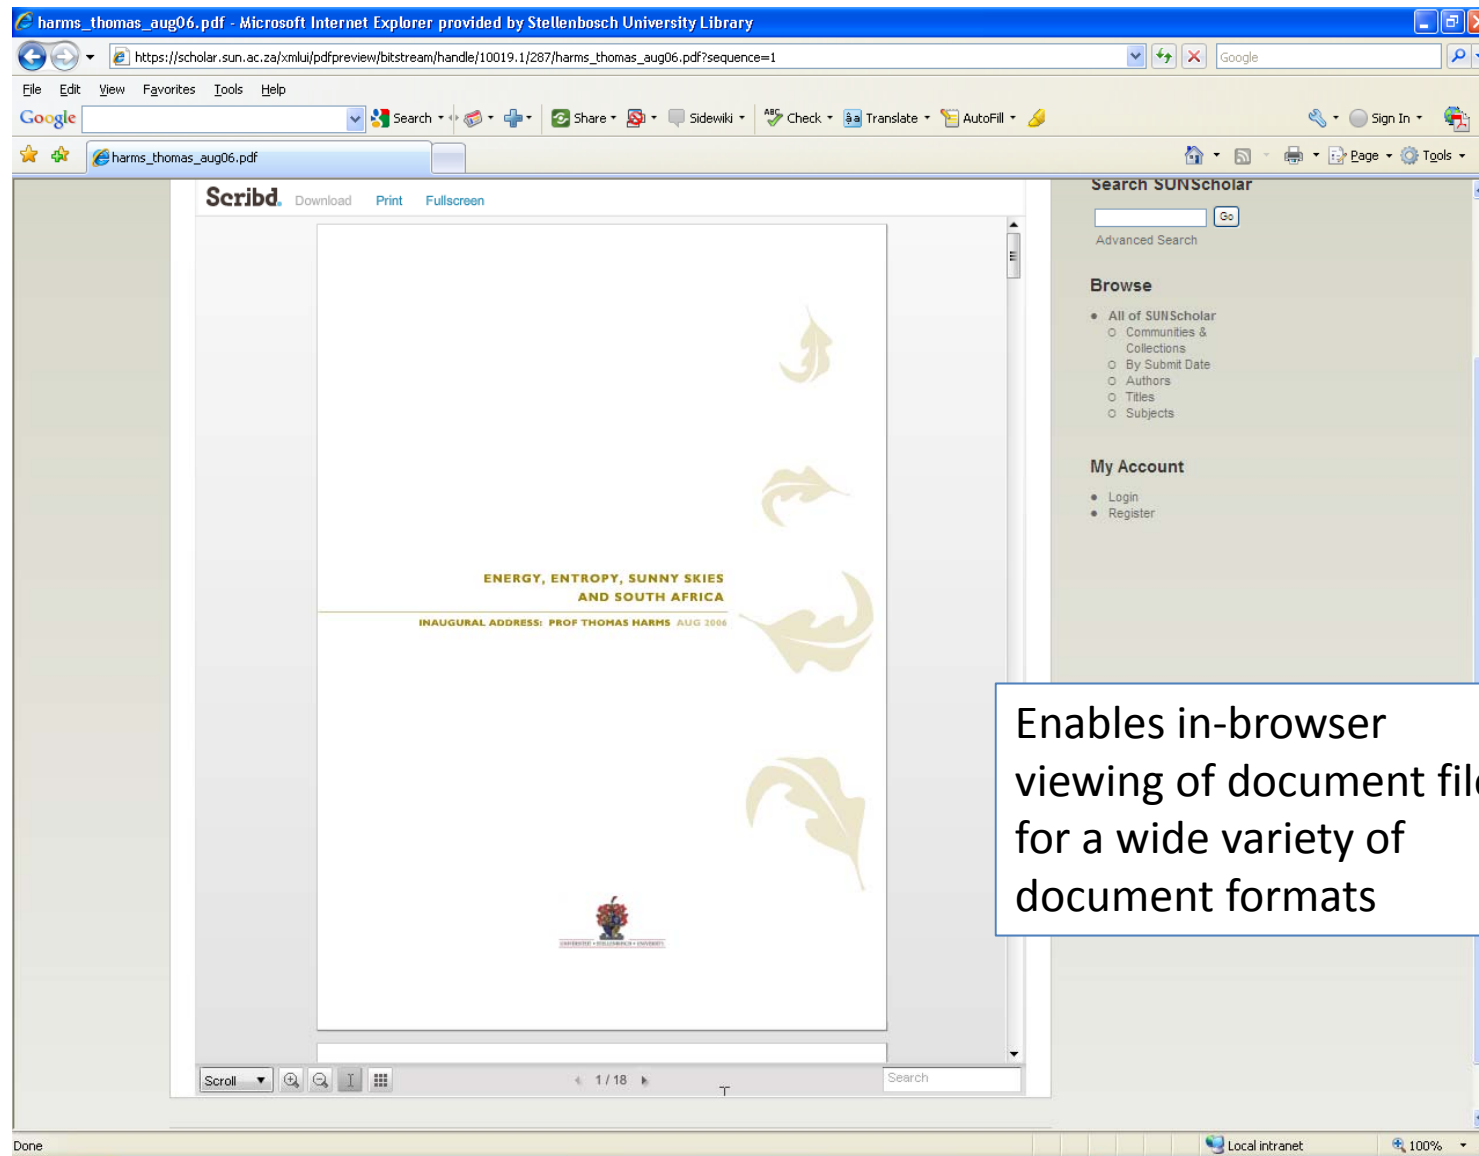 harms_thomas_aug06.pdf - Microsoft Internet Explorer provided by Stellenbosch University Library
https://scholar.sun.ac.za/xmlui/pdfpreview/bitstream/handle/10019.1/287/harms_thomas_aug06.pdf?sequence=1
Google
File Edit View Favorites Tools Help
Google Search Share Sidewiki Check Translate AutoFill Sign In
harms_thomas_aug06.pdf
Page Tools
Scribd. Download Print Fullscreen
ENERGY, ENTROPY, SUNNY SKIES
AND SOUTH AFRICA
INAUGURAL ADDRESS: PROF THOMAS HARMS AUG 2006
UNIVERSITEIT • STELLENBOSCH • UNIVERSITY
Scroll 1 / 18 Search
Search SUNScholar
Go
Advanced Search
Browse
All of SUNScholar
Communities &
Collections
By Submit Date
Authors
Titles
Subjects
My Account
Login
Register
Enables in-browser
viewing of document file
for a wide variety of
document formats
Done Local intranet 100%